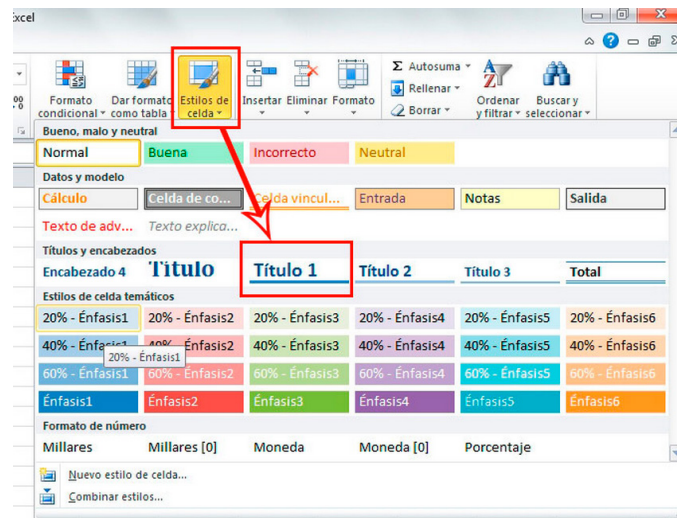 Excel
Σ Autosuma
Rellenar
Borrar
Formato condicional
Dar formato como tabla
Estilos de celda
Insertar Eliminar Formato
Ordenar y filtrar
Buscar y seleccionar
Bueno, malo y neutral
Normal Buena Incorrecto Neutral
Datos y modelo
Cálculo Celda de co... Celda vincul... Entrada Notas Salida
Texto de adv... Texto explica...
Títulos y encabezados
Encabezado 4 Título Título 1 Título 2 Título 3 Total
Estilos de celda temáticos
20% - Énfasis1 20% - Énfasis2 20% - Énfasis3 20% - Énfasis4 20% - Énfasis5 20% - Énfasis6
40% - Énfasis1 40% - Énfasis2 40% - Énfasis3 40% - Énfasis4 40% - Énfasis5 40% - Énfasis6
20% - Énfasis1
60% - Énfasis1 60% - Énfasis2 60% - Énfasis3 60% - Énfasis4 60% - Énfasis5 60% - Énfasis6
Énfasis1 Énfasis2 Énfasis3 Énfasis4 Énfasis5 Énfasis6
Formato de número
Millares Millares [0] Moneda Moneda [0] Porcentaje
Nuevo estilo de celda...
Combinar estilos...